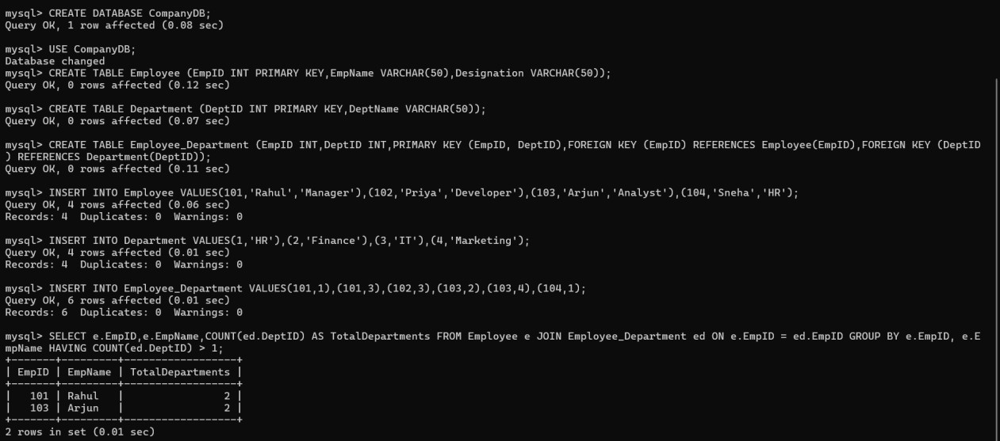 mysql> CREATE DATABASE CompanyDB;
Query OK, 1 row affected (0.08 sec)
mysql> USE CompanyDB;
Database changed
mysql> CREATE TABLE Employee (EmpID INT PRIMARY KEY,EmpName VARCHAR(50),Designation VARCHAR(50));
Query OK, 0 rows affected (0.12 sec)
mysql> CREATE TABLE Department (DeptID INT PRIMARY KEY,DeptName VARCHAR(50));
Query OK, 0 rows affected (0.07 sec)
mysql> CREATE TABLE Employee_Department (EmpID INT,DeptID INT,PRIMARY KEY (EmpID, DeptID),FOREIGN KEY (EmpID) REFERENCES Employee(EmpID),FOREIGN KEY (DeptID
) REFERENCES Department(DeptID));
Query OK, 0 rows affected (0.11 sec)
mysql> INSERT INTO Employee VALUES(101,'Rahul','Manager'),(102,'Priya','Developer'),(103,'Arjun','Analyst'),(104,'Sneha','HR');
Query OK, 4 rows affected (0.06 sec)
Records: 4  Duplicates: 0  Warnings: 0
mysql> INSERT INTO Department VALUES(1,'HR'),(2,'Finance'),(3,'IT'),(4,'Marketing');
Query OK, 4 rows affected (0.01 sec)
Records: 4  Duplicates: 0  Warnings: 0
mysql> INSERT INTO Employee_Department VALUES(101,1),(101,3),(102,3),(103,2),(103,4),(104,1);
Query OK, 6 rows affected (0.01 sec)
Records: 6  Duplicates: 0  Warnings: 0
mysql> SELECT e.EmpID,e.EmpName,COUNT(ed.DeptID) AS TotalDepartments FROM Employee e JOIN Employee_Department ed ON e.EmpID = ed.EmpID GROUP BY e.EmpID, e.E
mpName HAVING COUNT(ed.DeptID) > 1;
+-------+---------+------------------+
| EmpID | EmpName | TotalDepartments |
+-------+---------+------------------+
|   101 | Rahul   |                2 |
|   103 | Arjun   |                2 |
+-------+---------+------------------+
2 rows in set (0.01 sec)